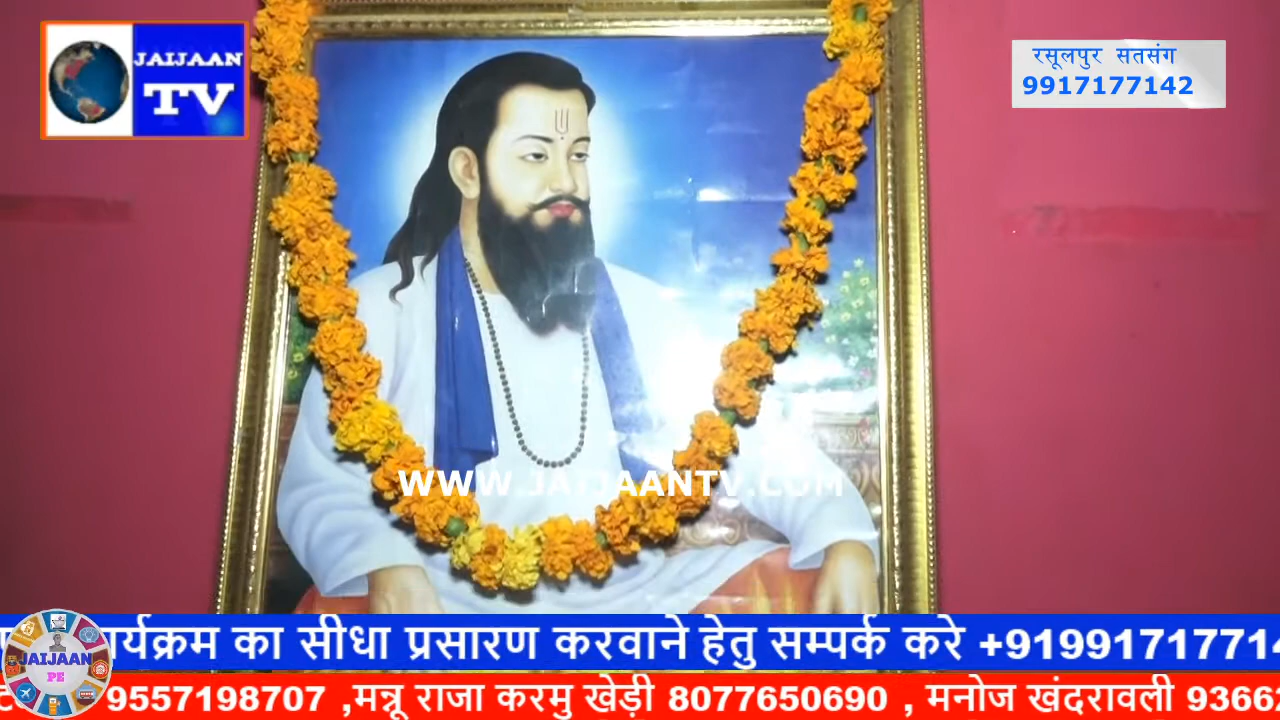 JAIJAAN
TV
रसूलपुर सतसंग
9917177142
WWW.JAIJAANTV.COM
र्यक्रम का सीधा प्रसारण करवाने हेतु सम्पर्क करे +9199171771
JAIJAAN
PE
9557198707 ,मन्नू राजा करमु खेड़ी 8077650690 , मनोज खंदरावली 9366